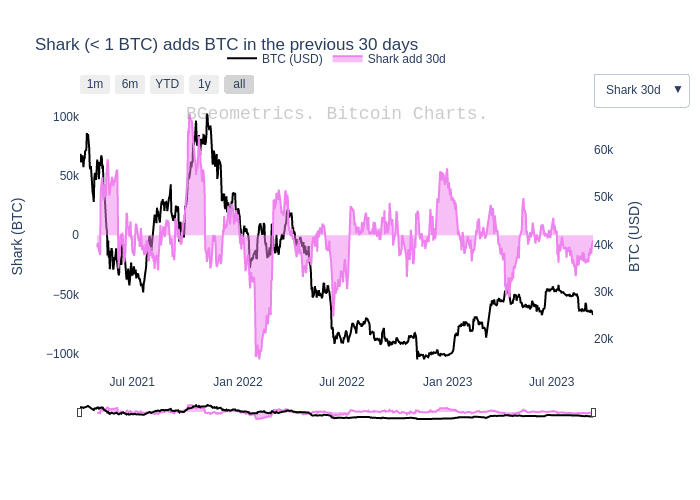 Shark (< 1 BTC) adds BTC in the previous 30 days
BTC (USD) Shark add 30d
1m 6m YTD 1y all
Shark 30d ▼
BGeometrics. Bitcoin Charts.
100k
50k
0
−50k
−100k
Shark (BTC)
60k
50k
40k
30k
20k
BTC (USD)
Jul 2021 Jan 2022 Jul 2022 Jan 2023 Jul 2023